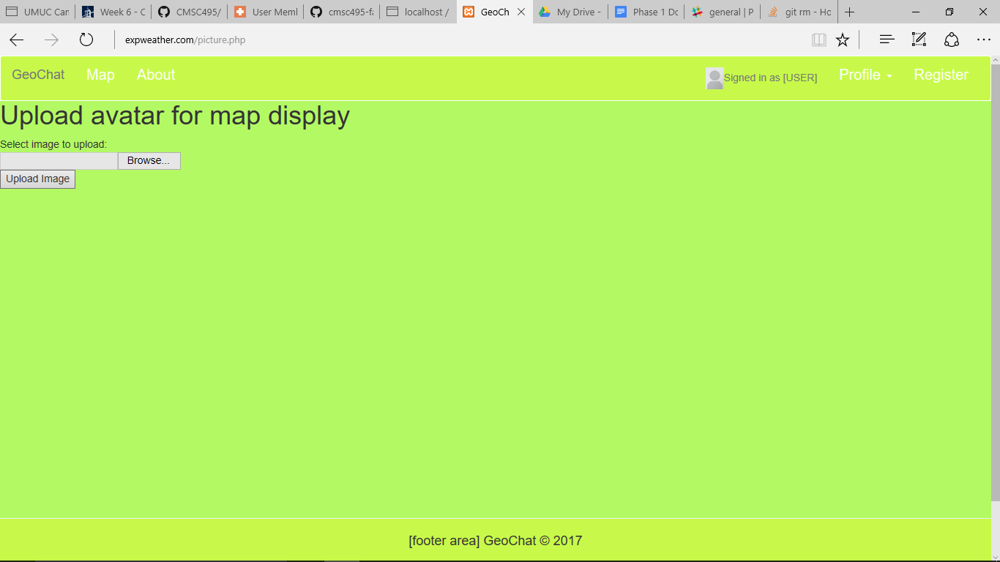 UMUC Car
Week 6 - C
CMSC495/
User Meml
cmsc495-fa
localhost /
GeoCh
My Drive -
Phase 1 Do
general | P
git rm - Ho
expweather.com/picture.php
GeoChat Map About Signed in as [USER] Profile Register
Upload avatar for map display
Select image to upload:
Browse...
Upload Image
[footer area] GeoChat © 2017